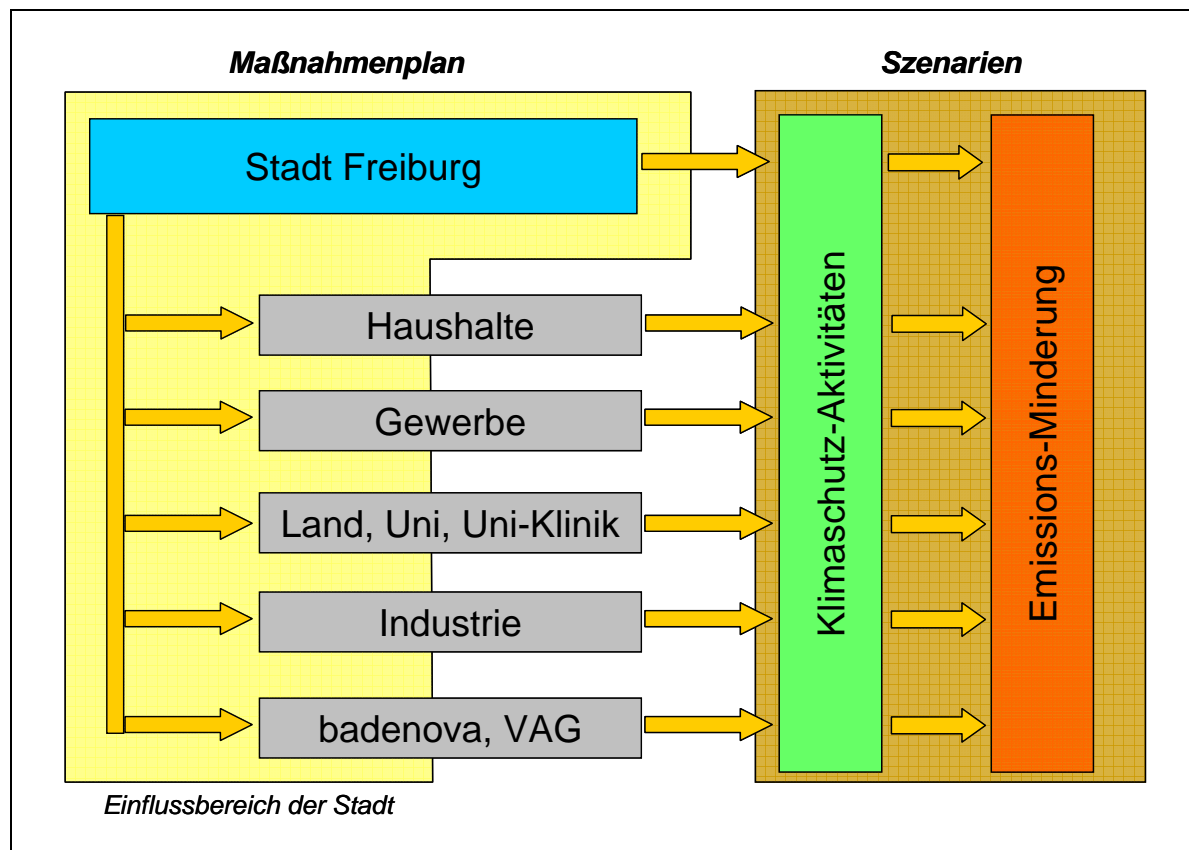 Maßnahmenplan
Szenarien
Stadt Freiburg
Haushalte
Gewerbe
Land, Uni, Uni-Klinik
Industrie
badenova, VAG
Klimaschutz-Aktivitäten
Emissions-Minderung
Einflussbereich der Stadt